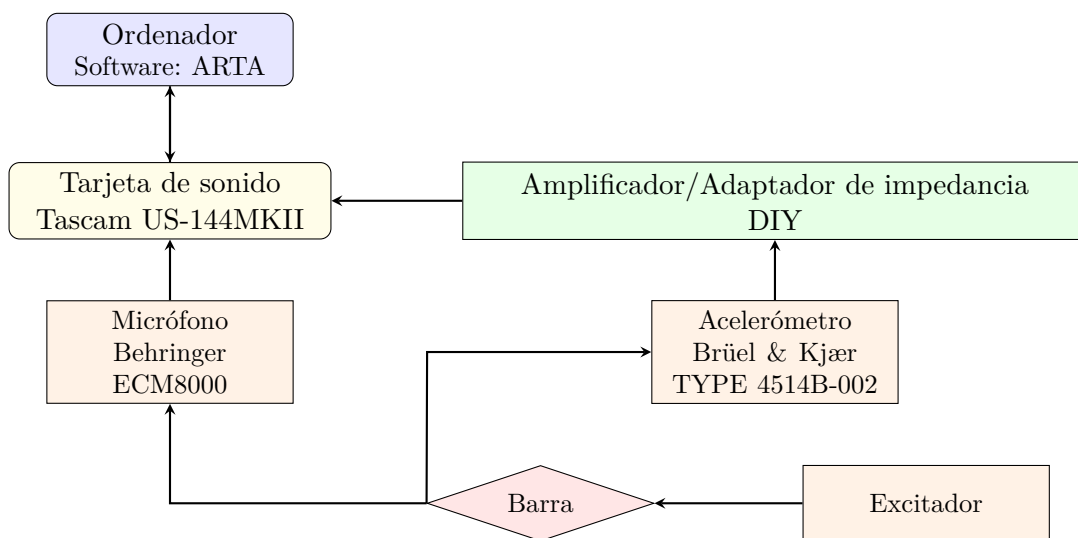 Ordenador
Software: ARTA
Tarjeta de sonido
Tascam US-144MKII
Amplificador/Adaptador de impedancia
DIY
Micrófono
Behringer
ECM8000
Acelerómetro
Brüel & Kjær
TYPE 4514B-002
Barra
Excitador